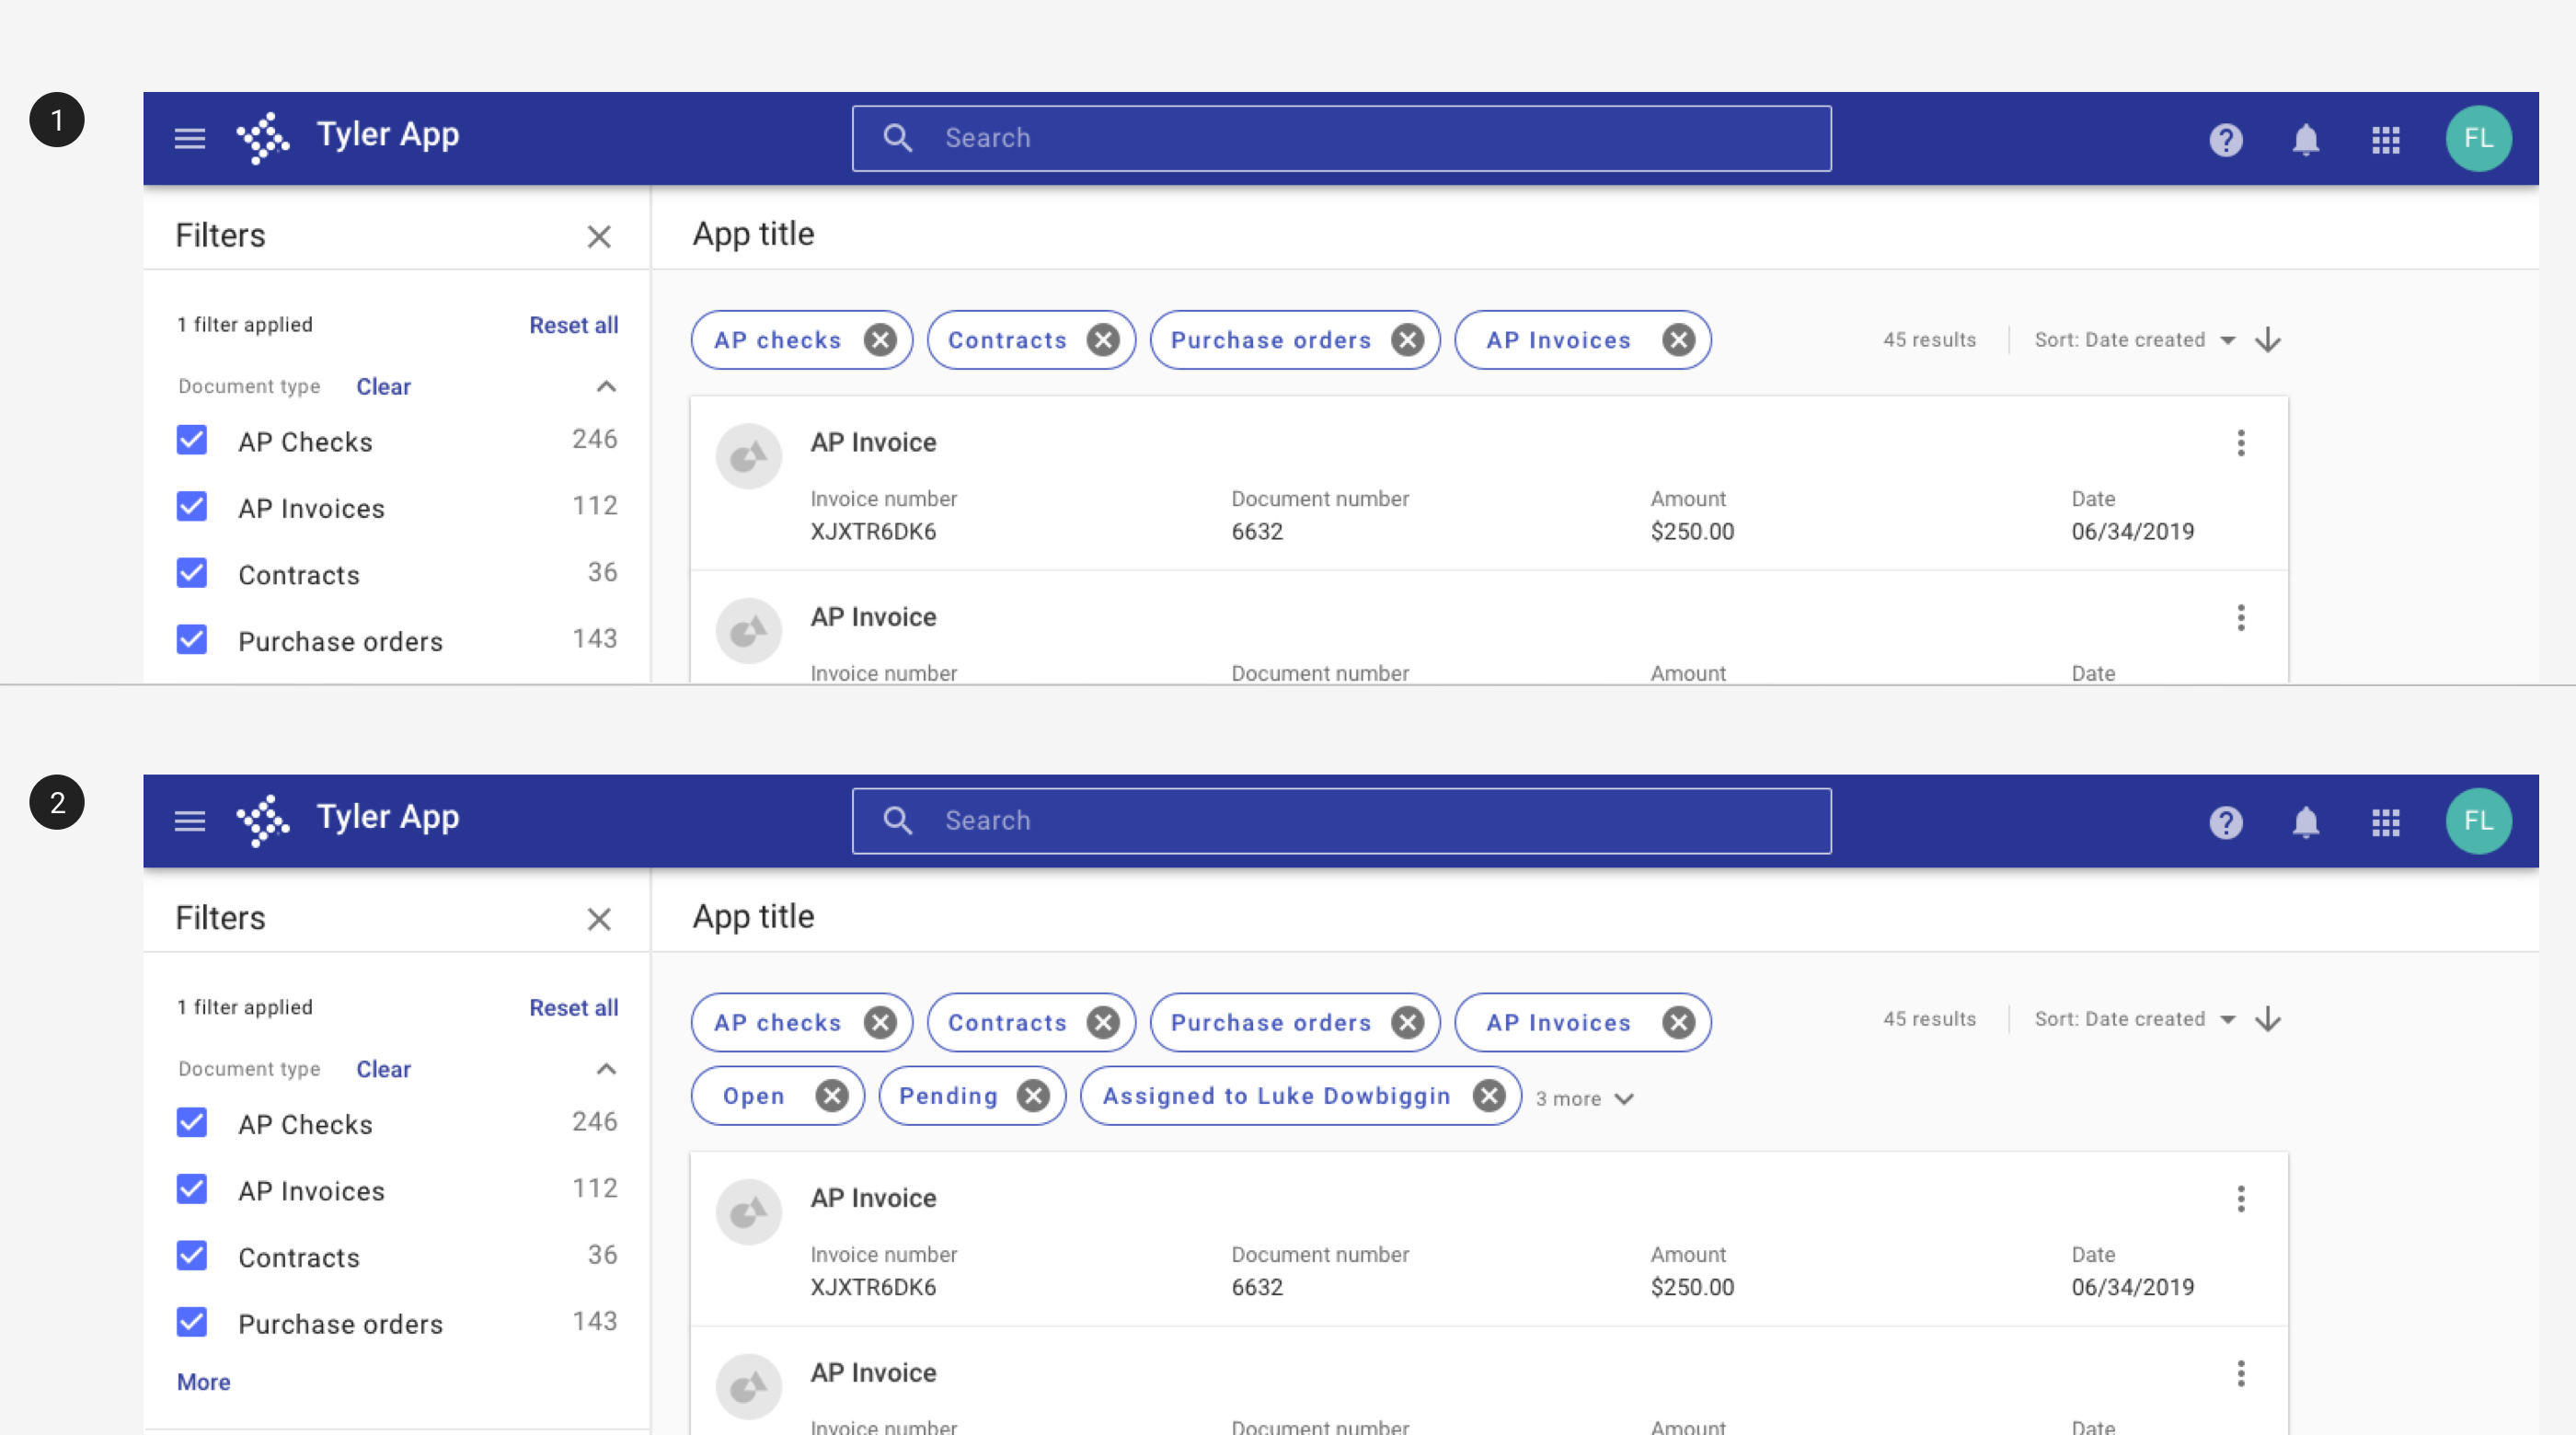 1
Tyler App
Search
FL
Filters
App title
1 filter applied
Reset all
AP checks
Contracts
Purchase orders
AP Invoices
45 results
Sort: Date created
Document type
Clear
AP Checks
246
AP Invoices
112
Contracts
36
Purchase orders
143
AP Invoice
Invoice number
Document number
Amount
Date
XJXTR6DK6
6632
$250.00
06/34/2019
AP Invoice
Invoice number
Document number
Amount
Date
2
Tyler App
Search
FL
Filters
App title
1 filter applied
Reset all
AP checks
Contracts
Purchase orders
AP Invoices
45 results
Sort: Date created
Open
Pending
Assigned to Luke Dowbiggin
3 more
Document type
Clear
AP Checks
246
AP Invoices
112
Contracts
36
Purchase orders
143
More
AP Invoice
Invoice number
Document number
Amount
Date
XJXTR6DK6
6632
$250.00
06/34/2019
AP Invoice
Invoice number
Document number
Amount
Date